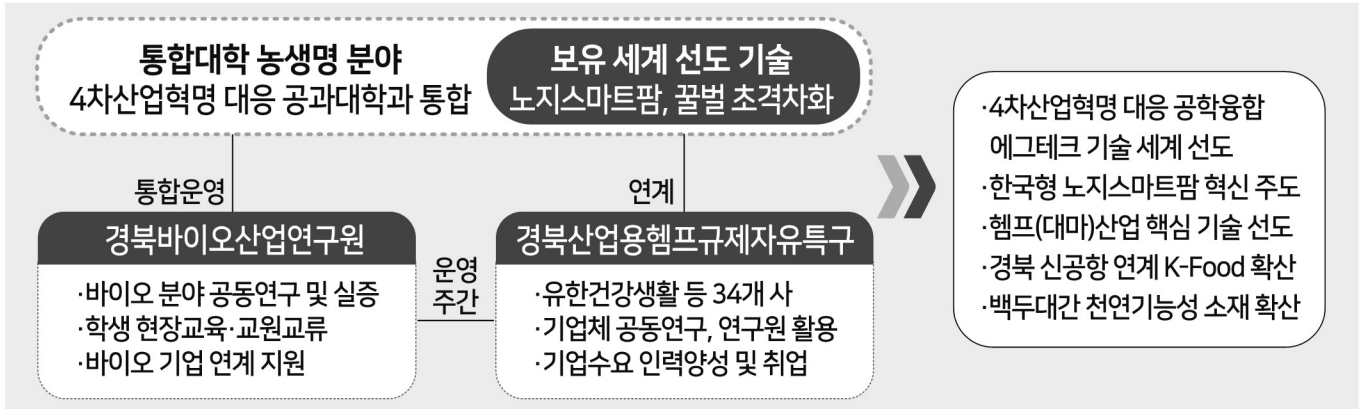 통합대학 농생명 분야
4차산업혁명 대응 공과대학과 통합
보유 세계 선도 기술
노지스마트팜, 꿀벌 초격차화
통합운영
연계
경북바이오산업연구원
·바이오 분야 공동연구 및 실증
·학생 현장교육·교원교류
·바이오 기업 연계 지원
운영
주간
경북산업용헴프규제자유특구
·유한건강생활 등 34개 사
·기업체 공동연구, 연구원 활용
·기업수요 인력양성 및 취업
·4차산업혁명 대응 공학융합
에그테크 기술 세계 선도
·한국형 노지스마트팜 혁신 주도
·헴프(대마)산업 핵심 기술 선도
·경북 신공항 연계 K-Food 확산
·백두대간 천연기능성 소재 확산